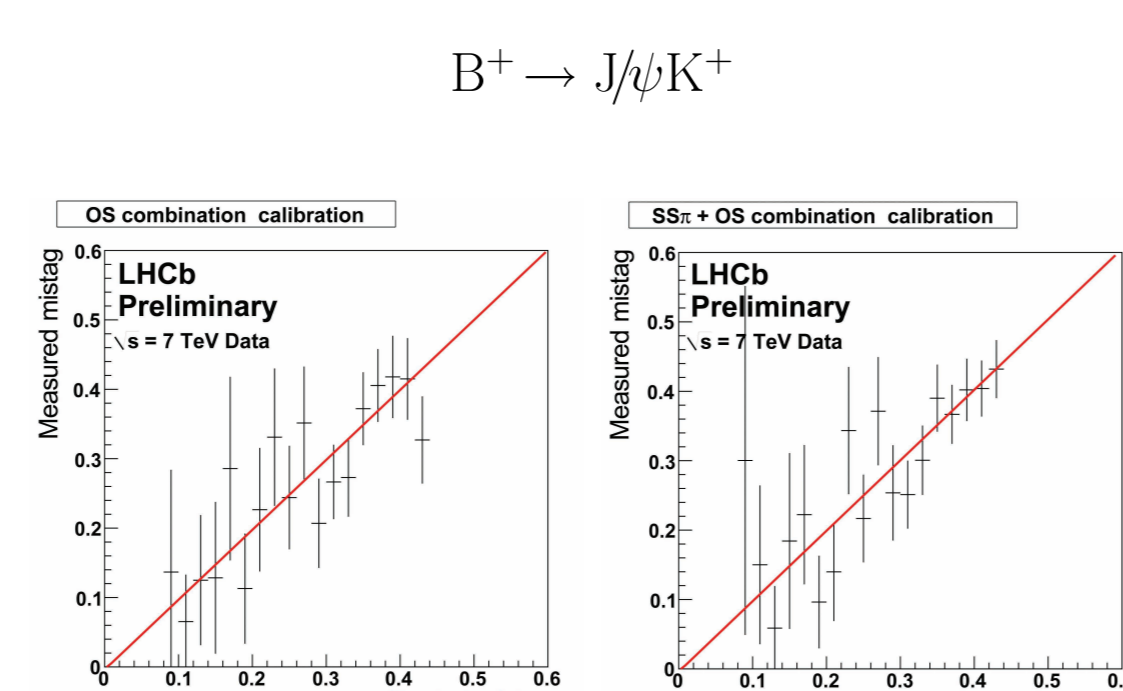 B⁺ → J/ψK⁺
OS combination calibration
Measured mistag
0.6
0.5
0.4
0.3
0.2
0.1
0
LHCb
Preliminary
\s = 7 TeV Data
0 0.1 0.2 0.3 0.4 0.5 0.6
SSπ + OS combination calibration
Measured mistag
0.6
0.5
0.4
0.3
0.2
0.1
0
LHCb
Preliminary
\s = 7 TeV Data
0 0.1 0.2 0.3 0.4 0.5 0.